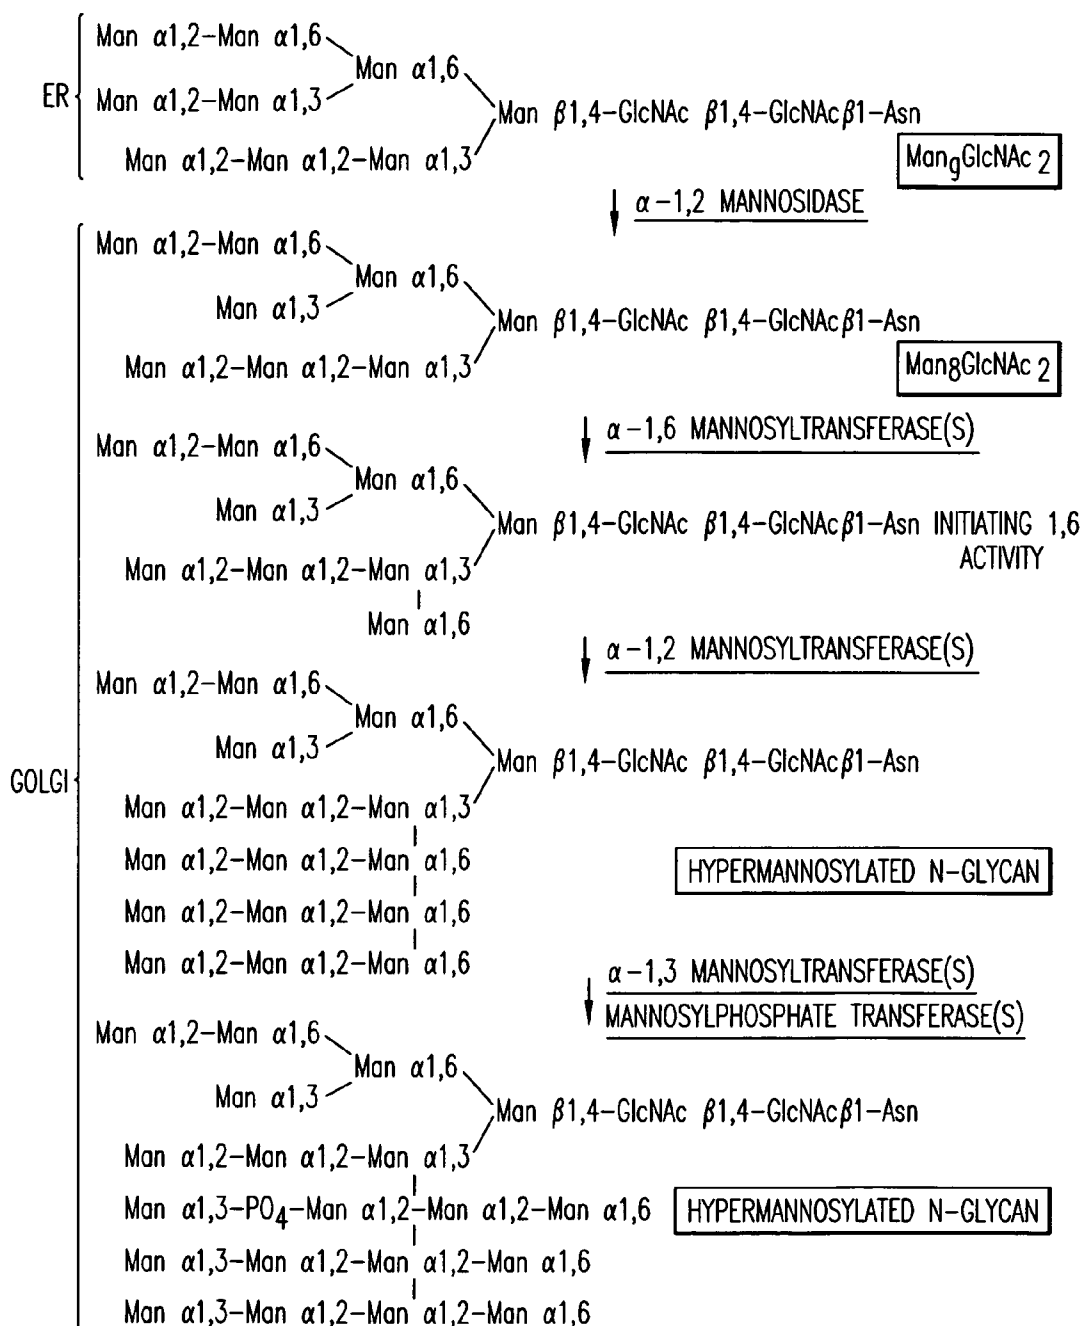 Man α1,2–Man α1,6
Man α1,6
ER
Man α1,2–Man α1,3
Man β1,4–GlcNAc β1,4–GlcNAcβ1–Asn
Man α1,2–Man α1,2–Man α1,3
Man9GlcNAc2
α–1,2 MANNOSIDASE
Man α1,2–Man α1,6
Man α1,6
Man α1,3
Man β1,4–GlcNAc β1,4–GlcNAcβ1–Asn
Man α1,2–Man α1,2–Man α1,3
Man8GlcNAc2
α–1,6 MANNOSYLTRANSFERASE(S)
Man α1,2–Man α1,6
Man α1,6
Man α1,3
Man β1,4–GlcNAc β1,4–GlcNAcβ1–Asn INITIATING 1,6
ACTIVITY
Man α1,2–Man α1,2–Man α1,3
Man α1,6
α–1,2 MANNOSYLTRANSFERASE(S)
Man α1,2–Man α1,6
Man α1,6
Man α1,3
Man β1,4–GlcNAc β1,4–GlcNAcβ1–Asn
GOLGI
Man α1,2–Man α1,2–Man α1,3
Man α1,2–Man α1,2–Man α1,6
HYPERMANNOSYLATED N–GLYCAN
Man α1,2–Man α1,2–Man α1,6
Man α1,2–Man α1,2–Man α1,6
α–1,3 MANNOSYLTRANSFERASE(S)
MANNOSYLPHOSPHATE TRANSFERASE(S)
Man α1,2–Man α1,6
Man α1,6
Man α1,3
Man β1,4–GlcNAc β1,4–GlcNAcβ1–Asn
Man α1,2–Man α1,2–Man α1,3
Man α1,3–PO4–Man α1,2–Man α1,2–Man α1,6
HYPERMANNOSYLATED N–GLYCAN
Man α1,3–Man α1,2–Man α1,2–Man α1,6
Man α1,3–Man α1,2–Man α1,2–Man α1,6